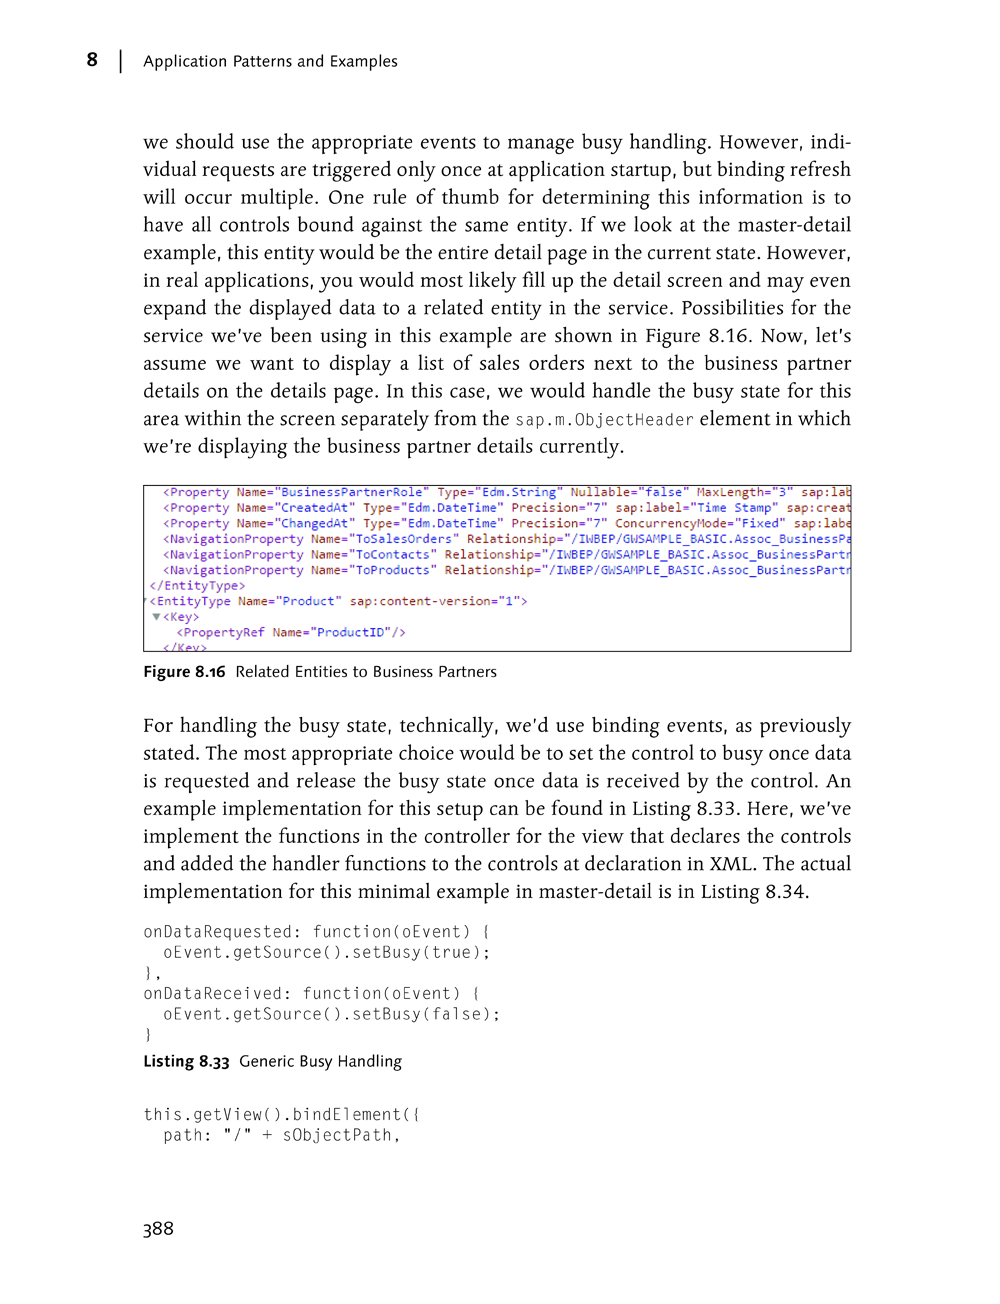 8 | Application Patterns and Examples
we should use the appropriate events to manage busy handling. However, indi-
vidual requests are triggered only once at application startup, but binding refresh
will occur multiple. One rule of thumb for determining this information is to
have all controls bound against the same entity. If we look at the master-detail
example, this entity would be the entire detail page in the current state. However,
in real applications, you would most likely fill up the detail screen and may even
expand the displayed data to a related entity in the service. Possibilities for the
service we've been using in this example are shown in Figure 8.16. Now, let's
assume we want to display a list of sales orders next to the business partner
details on the details page. In this case, we would handle the busy state for this
area within the screen separately from the sap.m.ObjectHeader element in which
we're displaying the business partner details currently.
<Property Name="BusinessPartnerRole" Type="Edm.String" Nullable="false" MaxLength="3" sap:lab
<Property Name="CreatedAt" Type="Edm.DateTime" Precision="7" sap:label="Time Stamp" sap:creat
<Property Name="ChangedAt" Type="Edm.DateTime" Precision="7" ConcurrencyMode="Fixed" sap:labe
<NavigationProperty Name="ToSalesOrders" Relationship="/IWBEP/GWSAMPLE_BASIC.Assoc_BusinessPa
<NavigationProperty Name="ToContacts" Relationship="/IWBEP/GWSAMPLE_BASIC.Assoc_BusinessPartn
<NavigationProperty Name="ToProducts" Relationship="/IWBEP/GWSAMPLE_BASIC.Assoc_BusinessPartn
</EntityType>
<EntityType Name="Product" sap:content-version="1">
▼<Key>
<PropertyRef Name="ProductID"/>
</Key>
Figure 8.16 Related Entities to Business Partners
For handling the busy state, technically, we'd use binding events, as previously
stated. The most appropriate choice would be to set the control to busy once data
is requested and release the busy state once data is received by the control. An
example implementation for this setup can be found in Listing 8.33. Here, we've
implement the functions in the controller for the view that declares the controls
and added the handler functions to the controls at declaration in XML. The actual
implementation for this minimal example in master-detail is in Listing 8.34.
onDataRequested: function(oEvent) {
oEvent.getSource().setBusy(true);
},
onDataReceived: function(oEvent) {
oEvent.getSource().setBusy(false);
}
Listing 8.33 Generic Busy Handling
this.getView().bindElement({
path: "/" + sObjectPath,
388